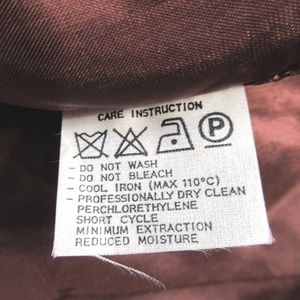 CARE INSTRUCTION
P
- DO NOT WASH
- DO NOT BLEACH
- COOL IRON (MAX 110°C)
- PROFESSIONALLY DRY CLEAN
PERCHLORETHYLENE
SHORT CYCLE
MINIMUM EXTRACTION
REDUCED MOISTURE